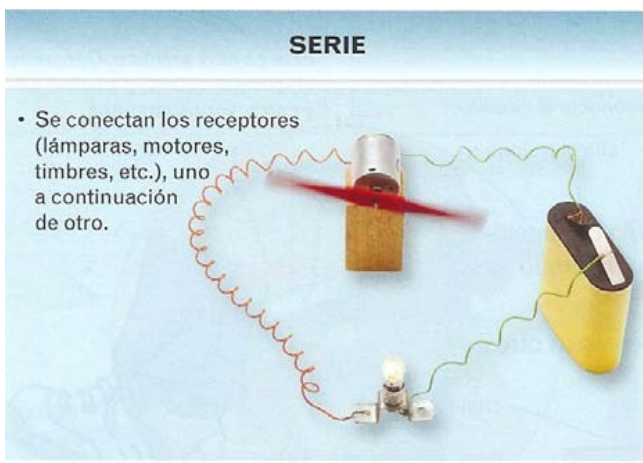 SERIE
• Se conectan los receptores
(lámparas, motores,
timbres, etc.), uno
a continuación
de otro.